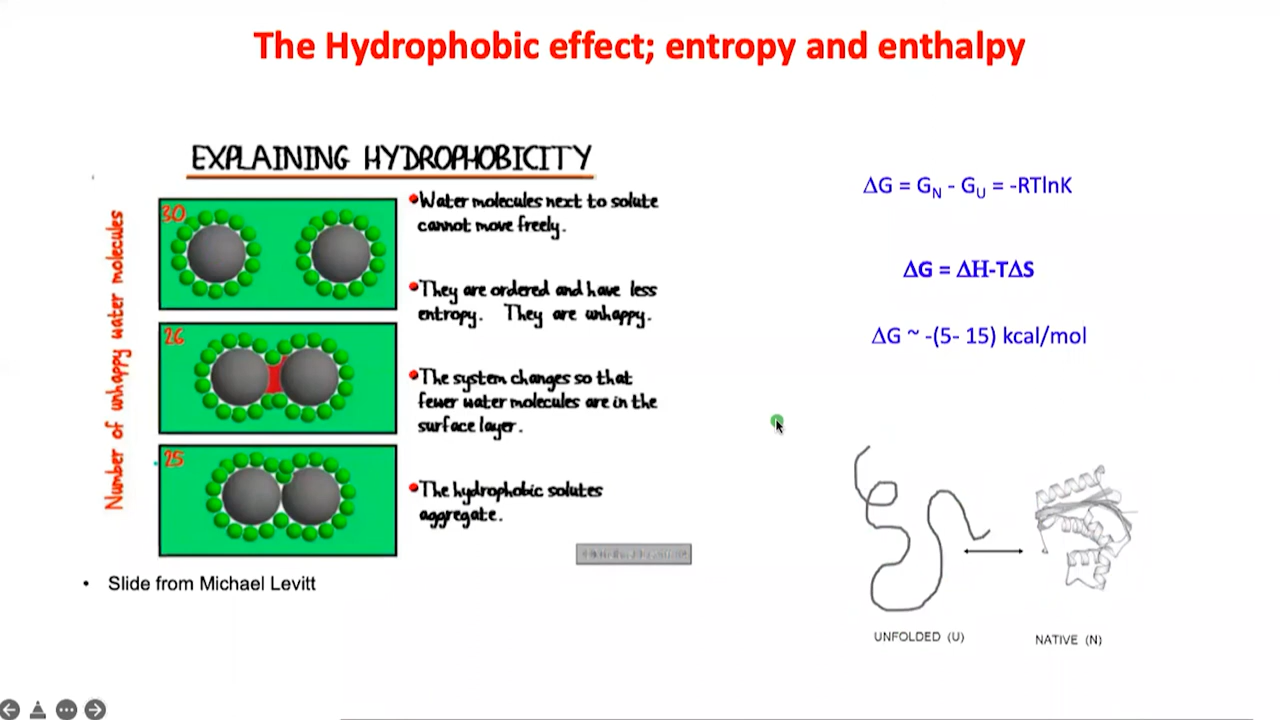 The Hydrophobic effect; entropy and enthalpy
EXPLAINING HYDROPHOBICITY
Number of unhappy water molecules
30
26
25
•Water molecules next to solute
cannot move freely.
•They are ordered and have less
entropy. They are unhappy.
•The system changes so that
fewer water molecules are in the
surface layer.
•The hydrophobic solutes
aggregate.
• Slide from Michael Levitt
ΔG = G_N - G_U = -RTlnK
ΔG = ΔH-TΔS
ΔG ~ -(5- 15) kcal/mol
UNFOLDED (U)
NATIVE (N)